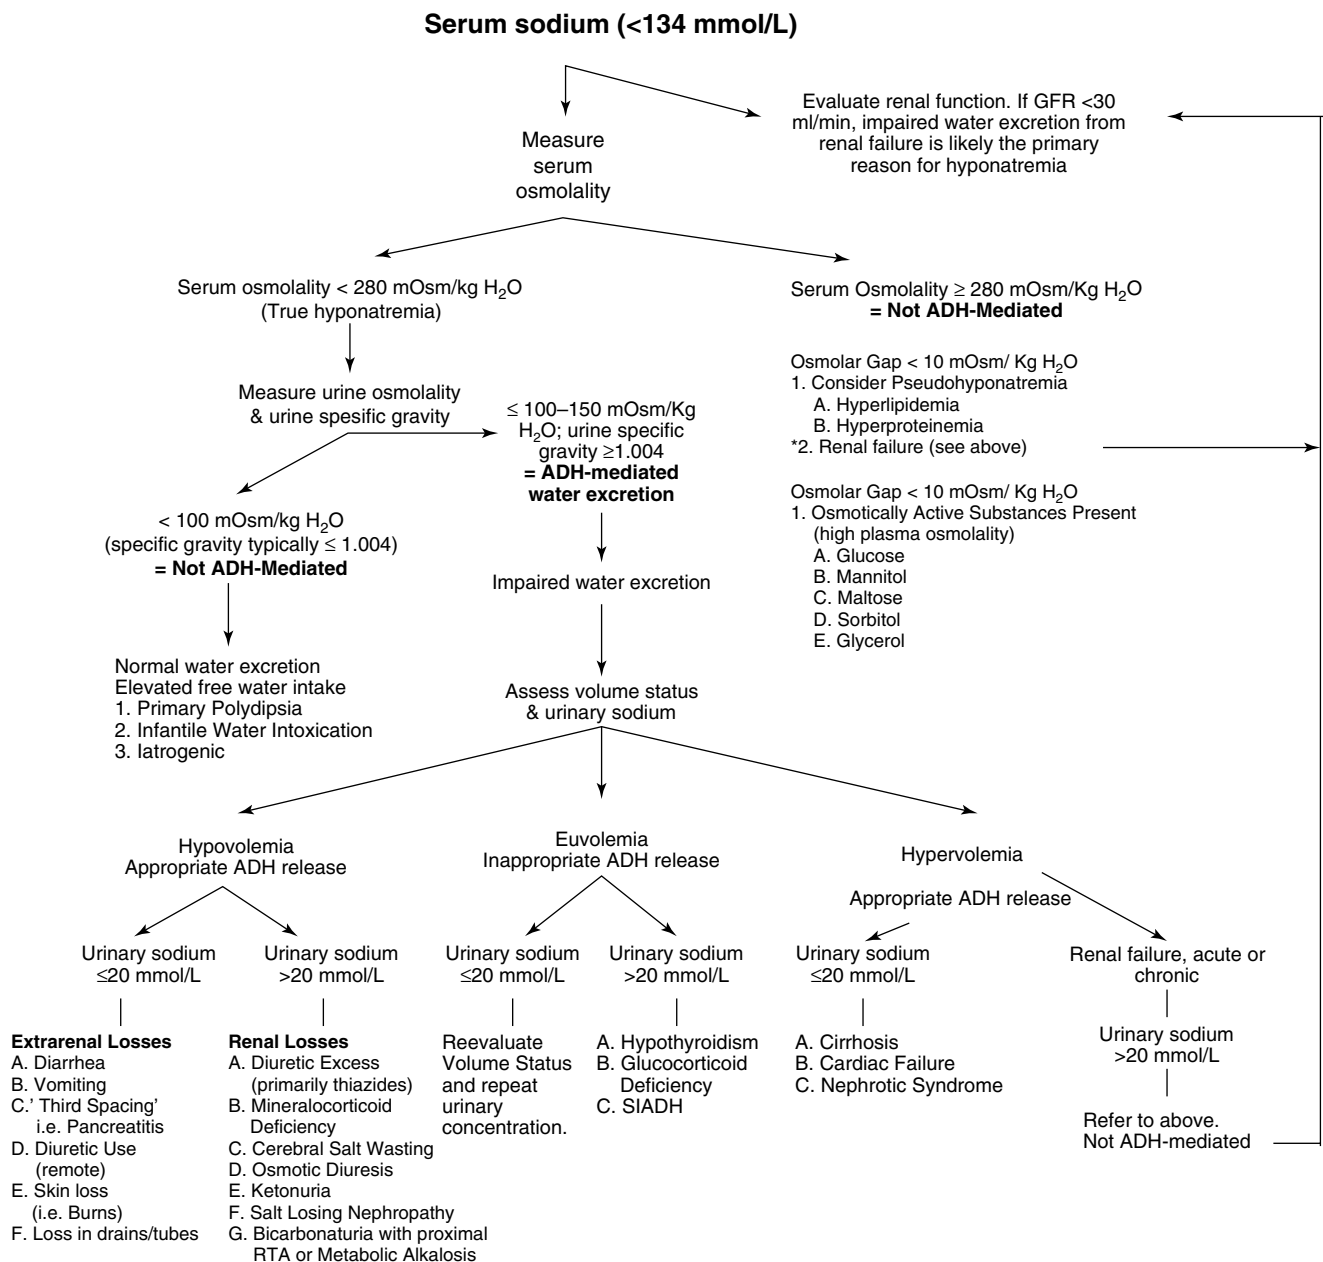 Serum sodium (<134 mmol/L)
Evaluate renal function. If GFR <30
ml/min, impaired water excretion from
renal failure is likely the primary
reason for hyponatremia
Measure
serum
osmolality
Serum osmolality < 280 mOsm/kg H₂O
(True hyponatremia)
Serum Osmolality ≥ 280 mOsm/Kg H₂O
= Not ADH-Mediated
Osmolar Gap < 10 mOsm/ Kg H₂O
1. Consider Pseudohyponatremia
A. Hyperlipidemia
B. Hyperproteinemia
*2. Renal failure (see above)
Osmolar Gap < 10 mOsm/ Kg H₂O
1. Osmotically Active Substances Present
(high plasma osmolality)
A. Glucose
B. Mannitol
C. Maltose
D. Sorbitol
E. Glycerol
Measure urine osmolality
& urine spesific gravity
≤ 100–150 mOsm/Kg
H₂O; urine specific
gravity ≥1.004
= ADH-mediated
water excretion
< 100 mOsm/kg H₂O
(specific gravity typically ≤ 1.004)
= Not ADH-Mediated
Impaired water excretion
Normal water excretion
Elevated free water intake
1. Primary Polydipsia
2. Infantile Water Intoxication
3. Iatrogenic
Assess volume status
& urinary sodium
Hypovolemia
Appropriate ADH release
Euvolemia
Inappropriate ADH release
Hypervolemia
Appropriate ADH release
Urinary sodium
≤20 mmol/L
Urinary sodium
>20 mmol/L
Urinary sodium
≤20 mmol/L
Urinary sodium
>20 mmol/L
Urinary sodium
≤20 mmol/L
Renal failure, acute or
chronic
Extrarenal Losses
A. Diarrhea
B. Vomiting
C.' Third Spacing'
i.e. Pancreatitis
D. Diuretic Use
(remote)
E. Skin loss
(i.e. Burns)
F. Loss in drains/tubes
Renal Losses
A. Diuretic Excess
(primarily thiazides)
B. Mineralocorticoid
Deficiency
C. Cerebral Salt Wasting
D. Osmotic Diuresis
E. Ketonuria
F. Salt Losing Nephropathy
G. Bicarbonaturia with proximal
RTA or Metabolic Alkalosis
Reevaluate
Volume Status
and repeat
urinary
concentration.
A. Hypothyroidism
B. Glucocorticoid
Deficiency
C. SIADH
A. Cirrhosis
B. Cardiac Failure
C. Nephrotic Syndrome
Urinary sodium
>20 mmol/L
Refer to above.
Not ADH-mediated